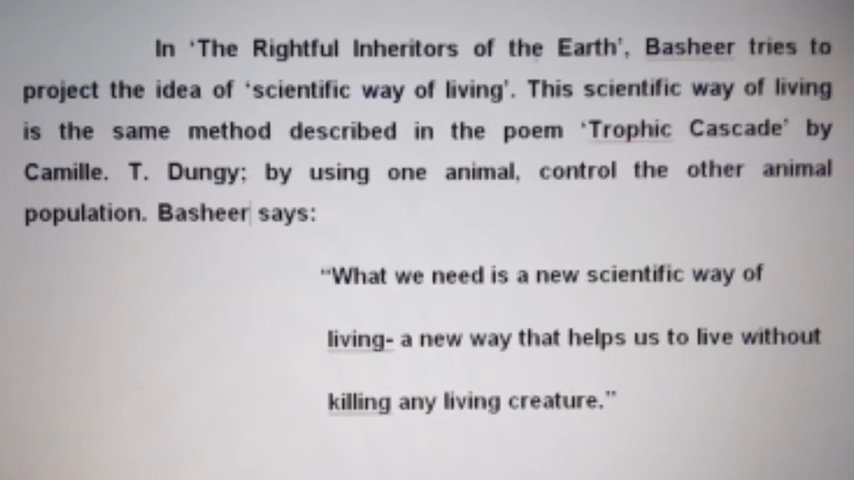 In ‘The Rightful Inheritors of the Earth’, Basheer tries to
project the idea of ‘scientific way of living’. This scientific way of living
is the same method described in the poem ‘Trophic Cascade’ by
Camille. T. Dungy; by using one animal, control the other animal
population. Basheer says:
“What we need is a new scientific way of
living- a new way that helps us to live without
killing any living creature.”